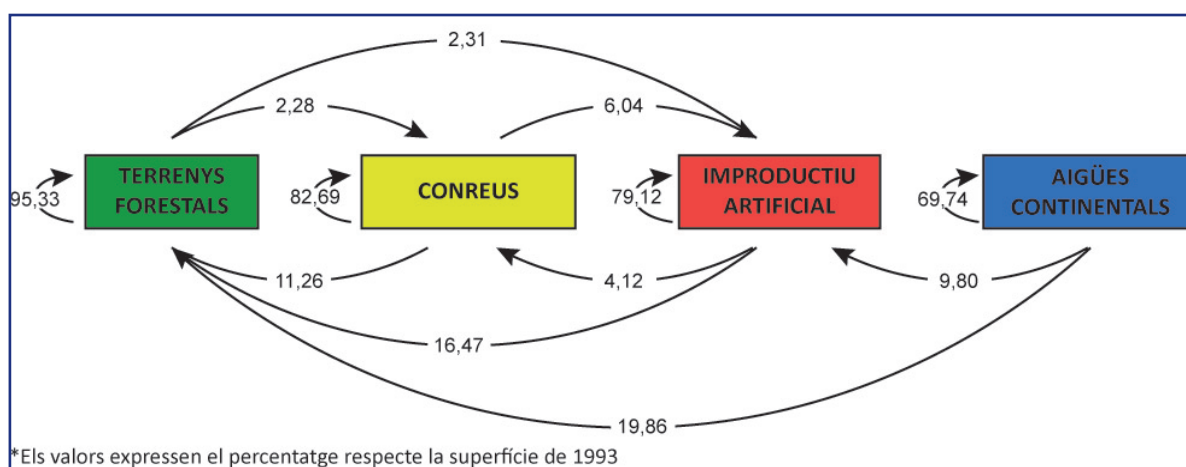 2,31
2,28
6,04
95,33
TERRENYS
FORESTALS
82,69
CONREUS
79,12
IMPRODUCTIU
ARTIFICIAL
69,74
AIGÜES
CONTINENTALS
11,26
4,12
9,80
16,47
19,86
*Els valors expressen el percentatge respecte la superfície de 1993